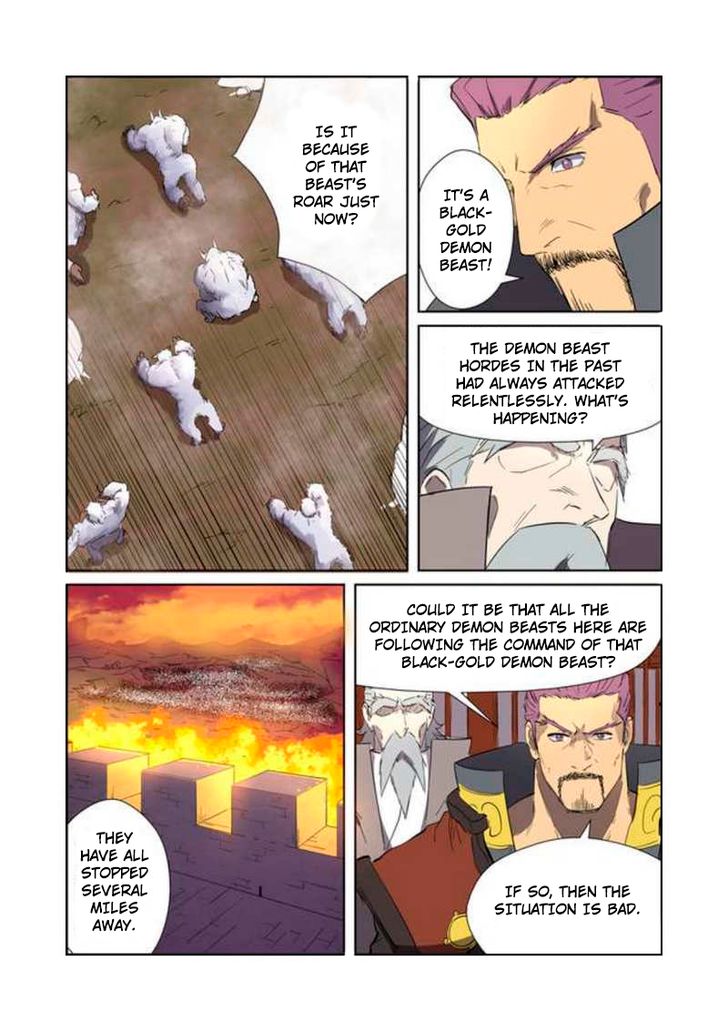 IS IT
BECAUSE
OF THAT
BEAST'S
ROAR JUST
NOW?
IT'S A
BLACK-
GOLD
DEMON
BEAST!
THE DEMON BEAST
HORDES IN THE PAST
HAD ALWAYS ATTACKED
RELENTLESSLY. WHAT'S
HAPPENING?
THEY
HAVE ALL
STOPPED
SEVERAL
MILES
AWAY.
COULD IT BE THAT ALL THE
ORDINARY DEMON BEASTS HERE ARE
FOLLOWING THE COMMAND OF THAT
BLACK-GOLD DEMON BEAST?
IF SO, THEN THE
SITUATION IS BAD.